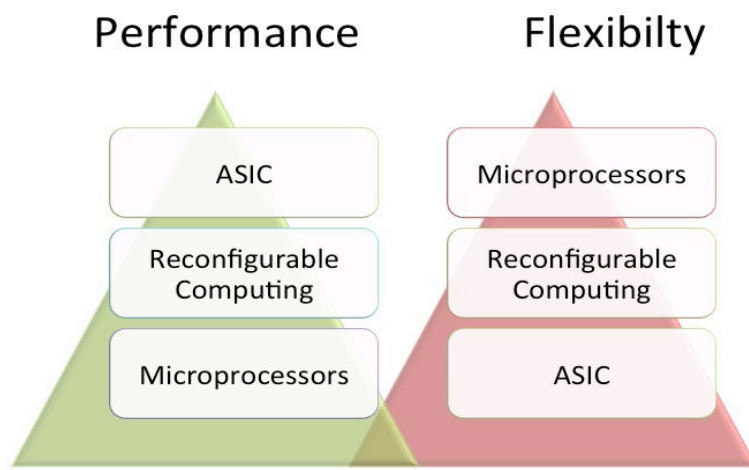 Performance
Flexibilty
ASIC
Reconfigurable
Computing
Microprocessors
Microprocessors
Reconfigurable
Computing
ASIC